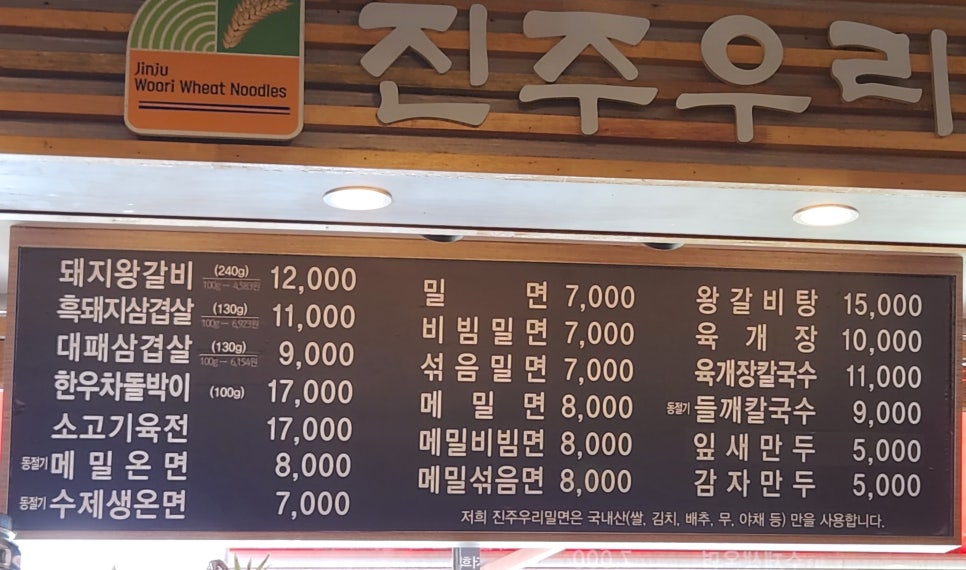 Jinju
Woori Wheat Noodles
진주우리
돼지왕갈비 (240g) 100g ー 4,583원 12,000
흑돼지삼겹살 (130g) 100g ー 6,923원 11,000
대패삼겹살 (130g) 100g ー 6,154원 9,000
한우차돌박이 (100g) 17,000
소고기육전 17,000
동절기 메밀온면 8,000
동절기 수제생온면 7,000
밀면 7,000
비빔밀면 7,000
섞음밀면 7,000
메밀면 8,000
메밀비빔면 8,000
메밀섞음면 8,000
왕갈비탕 15,000
육개장 10,000
육개장칼국수 11,000
동절기 들깨칼국수 9,000
잎새만두 5,000
감자만두 5,000
저희 진주우리밀면은 국내산(쌀, 김치, 배추, 무, 야채 등) 만을 사용합니다.